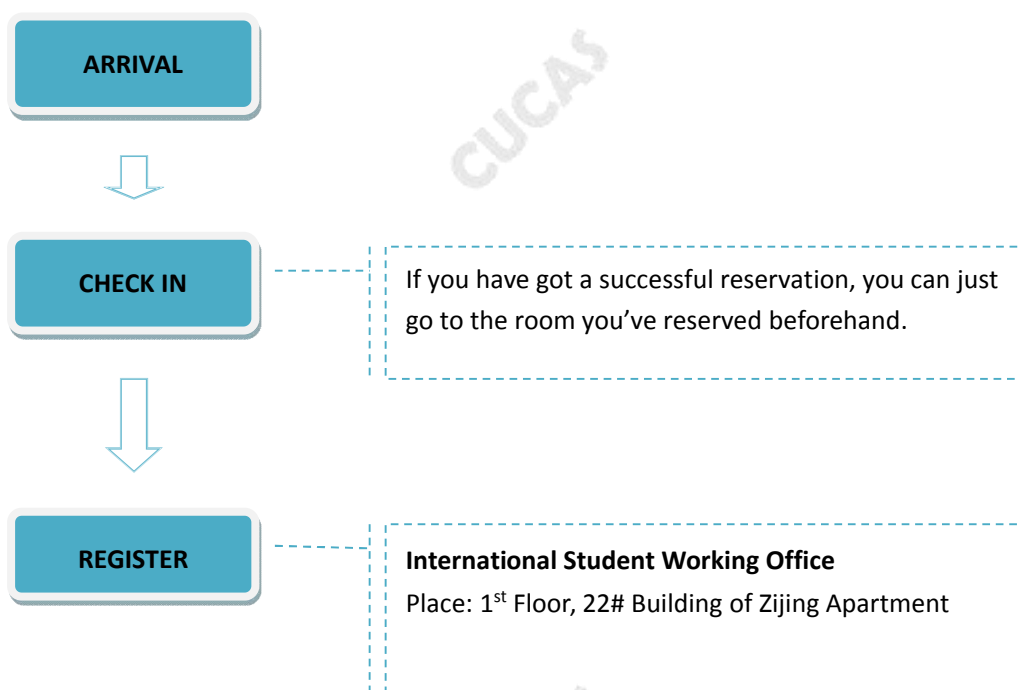 ARRIVAL
CUCAS
CHECK IN
If you have got a successful reservation, you can just
go to the room you’ve reserved beforehand.
REGISTER
International Student Working Office
Place: 1st Floor, 22# Building of Zijing Apartment